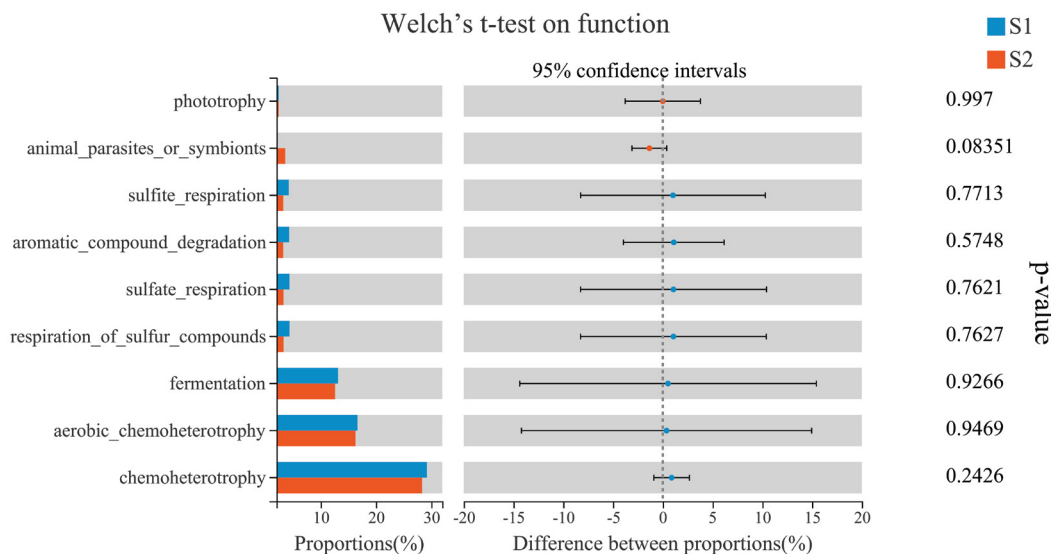 Welch's t-test on function
S1
S2
95% confidence intervals
phototrophy 0.997
animal_parasites_or_symbionts 0.08351
sulfite_respiration 0.7713
aromatic_compound_degradation 0.5748
sulfate_respiration 0.7621
respiration_of_sulfur_compounds 0.7627
fermentation 0.9266
aerobic_chemoheterotrophy 0.9469
chemoheterotrophy 0.2426
p-value
10 20 30 -20 -15 -10 -5 0 5 10 15 20
Proportions(%) Difference between proportions(%)